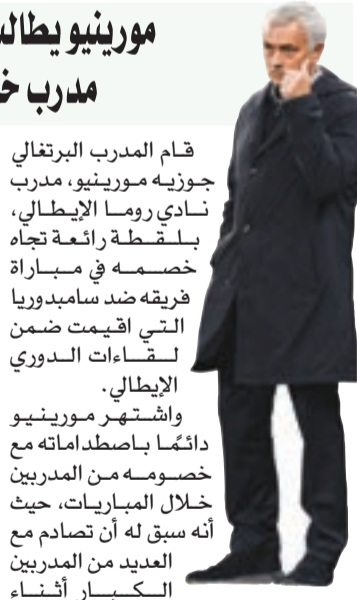 مورينيو يطالب
مدرب
قام المدرب البرتغالي
جوزيه مورينيو، مدرب
نادي روما الإيطالي،
بلقطة رائعة تجاه
خصمه في مباراة
فريقه ضد سامبدوريا
التي اقيمت ضمن
لقاءات الدوري
الإيطالي.
واشتهر مورينيو
دائمًا باصطداماته مع
خصومه من المدربين
خلال المباريات، حيث
أنه سبق له أن تصادم مع
العديد من المدربين
الكبار أثناء